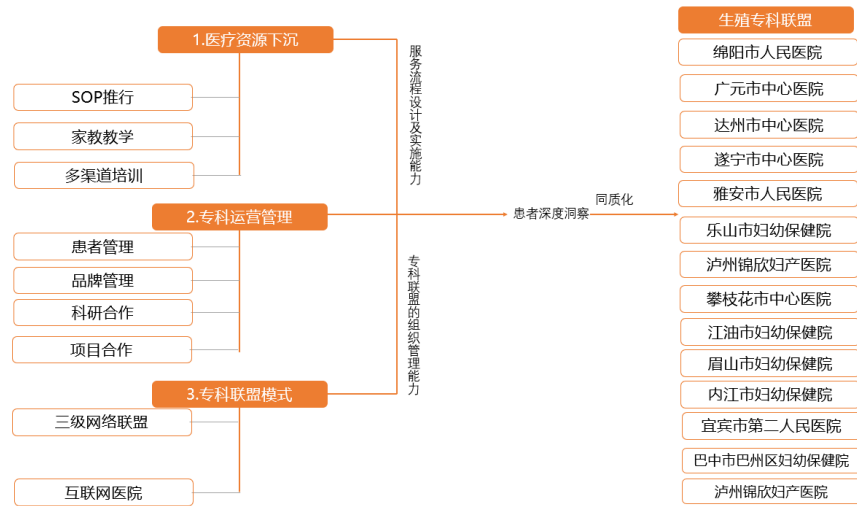 1.医疗资源下沉
SOP推行
家教教学
多渠道培训
2.专科运营管理
患者管理
品牌管理
科研合作
项目合作
3.专科联盟模式
三级网络联盟
互联网医院
服务流程设计及实施能力
专科联盟的组织管理能力
患者深度洞察
同质化
生殖专科联盟
绵阳市人民医院
广元市中心医院
达州市中心医院
遂宁市中心医院
雅安市人民医院
乐山市妇幼保健院
泸州锦欣妇产医院
攀枝花市中心医院
江油市妇幼保健院
眉山市妇幼保健院
内江市妇幼保健院
宜宾市第二人民医院
巴中市巴州区妇幼保健院
泸州锦欣妇产医院